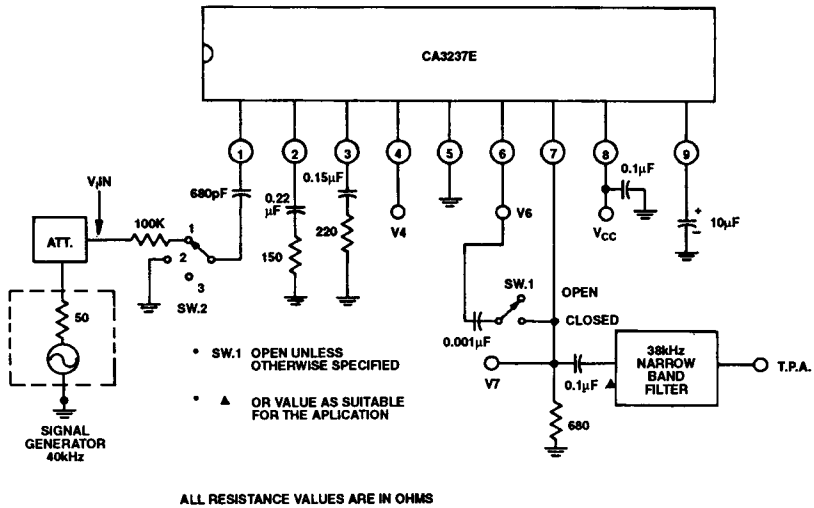 CA3237E
1
2
3
4
5
6
7
8
9
680pF
0.22
µF
0.15µF
0.1µF
10µF
+
-
V,IN
100K
ATT.
1
2
3
SW.2
150
220
V4
V6
VCC
50
SW.1
OPEN
CLOSED
0.001µF
V7
0.1µF
▲
38kHz
NARROW
BAND
FILTER
T.P.A.
680
• SW.1 OPEN UNLESS
OTHERWISE SPECIFIED
• ▲ OR VALUE AS SUITABLE
FOR THE APLICATION
SIGNAL
GENERATOR
40kHz
ALL RESISTANCE VALUES ARE IN OHMS